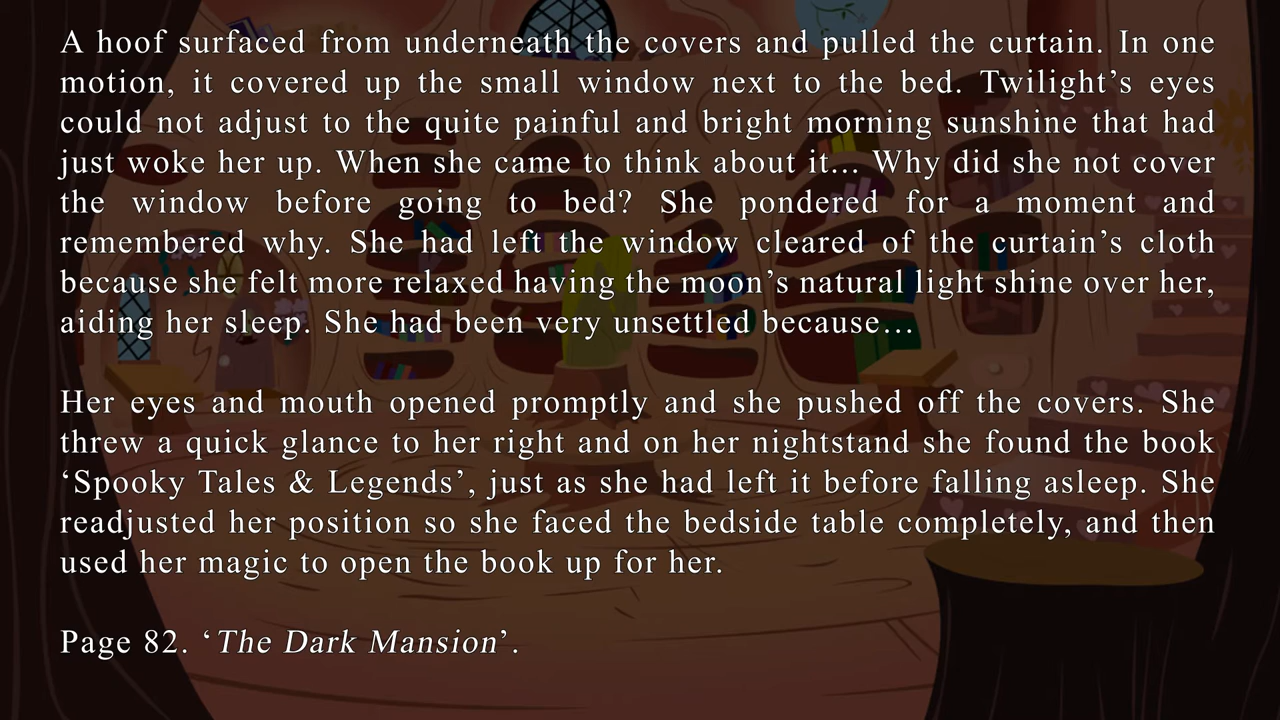 A hoof surfaced from underneath the covers and pulled the curtain. In one
motion, it covered up the small window next to the bed. Twilight’s eyes
could not adjust to the quite painful and bright morning sunshine that had
just woke her up. When she came to think about it… Why did she not cover
the window before going to bed? She pondered for a moment and
remembered why. She had left the window cleared of the curtain’s cloth
because she felt more relaxed having the moon’s natural light shine over her,
aiding her sleep. She had been very unsettled because…
Her eyes and mouth opened promptly and she pushed off the covers. She
threw a quick glance to her right and on her nightstand she found the book
‘Spooky Tales & Legends’, just as she had left it before falling asleep. She
readjusted her position so she faced the bedside table completely, and then
used her magic to open the book up for her.
Page 82. ‘The Dark Mansion’.